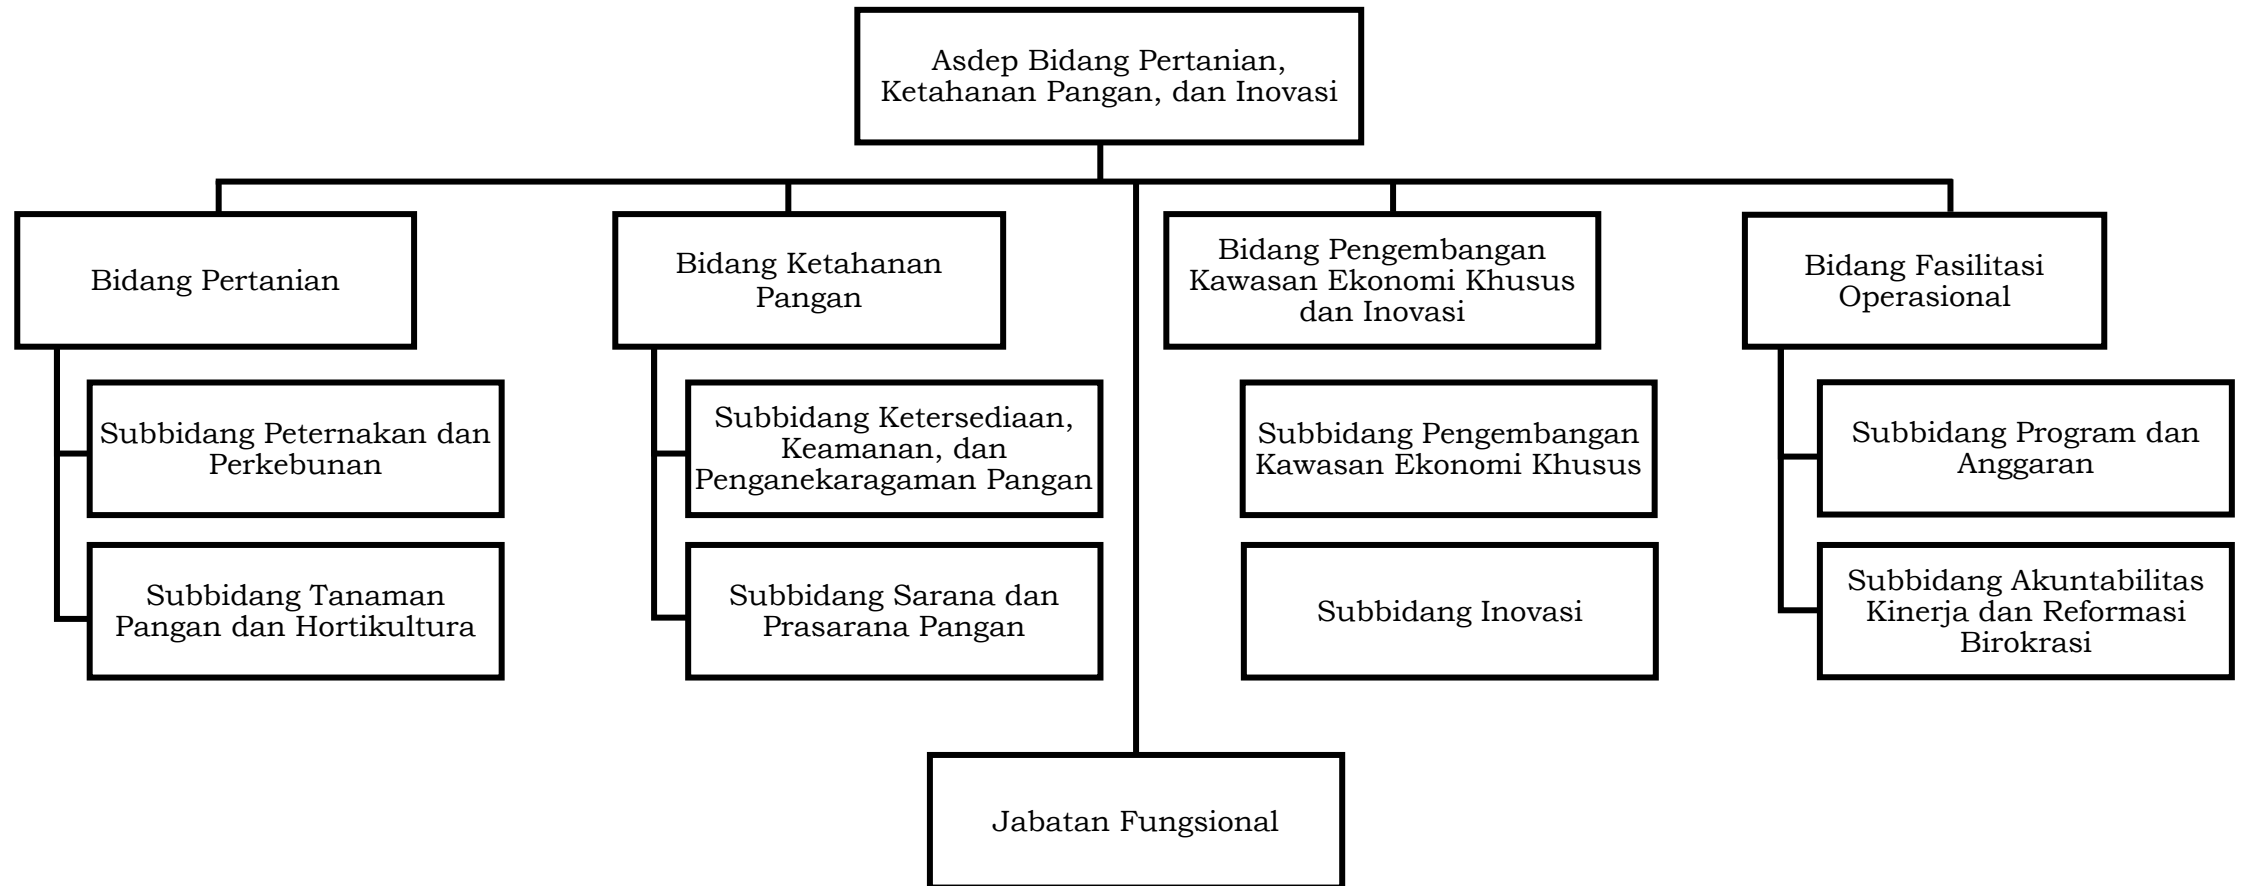 Asdep Bidang Pertanian,
Ketahanan Pangan, dan Inovasi
Bidang Pertanian
Bidang Ketahanan
Pangan
Bidang Pengembangan
Kawasan Ekonomi Khusus
dan Inovasi
Bidang Fasilitasi
Operasional
Subbidang Peternakan dan
Perkebunan
Subbidang Ketersediaan,
Keamanan, dan
Penganekaragaman Pangan
Subbidang Pengembangan
Kawasan Ekonomi Khusus
Subbidang Program dan
Anggaran
Subbidang Tanaman
Pangan dan Hortikultura
Subbidang Sarana dan
Prasarana Pangan
Subbidang Inovasi
Subbidang Akuntabilitas
Kinerja dan Reformasi
Birokrasi
Jabatan Fungsional